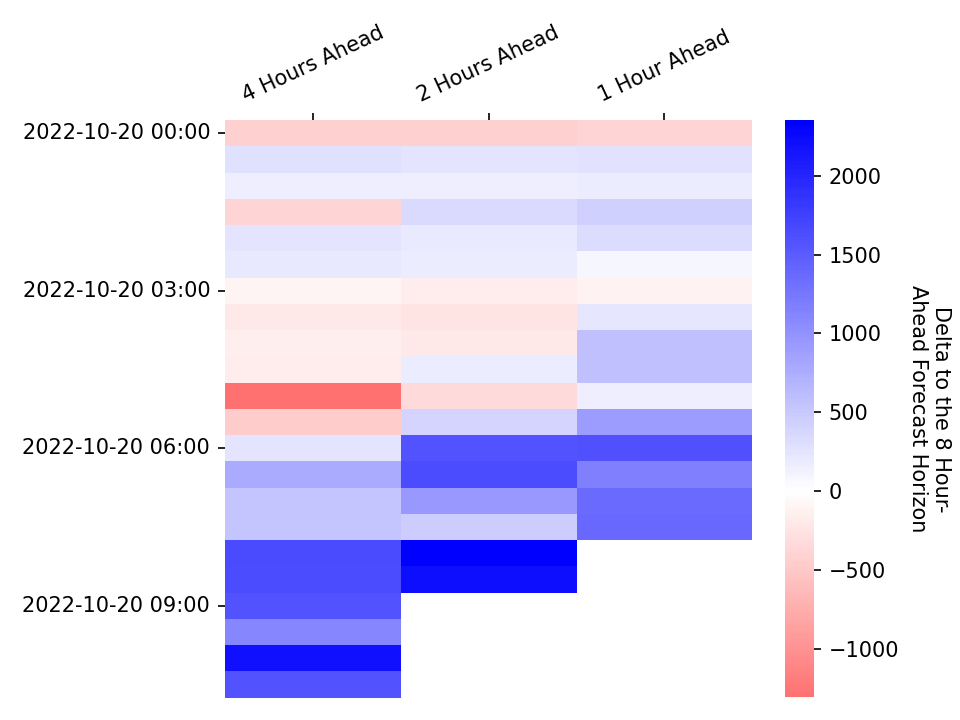 4 Hours Ahead
2 Hours Ahead
1 Hour Ahead
2022-10-20 00:00
2022-10-20 03:00
2022-10-20 06:00
2022-10-20 09:00
2000
1500
1000
500
0
−500
−1000
Delta to the 8 Hour-
Ahead Forecast Horizon